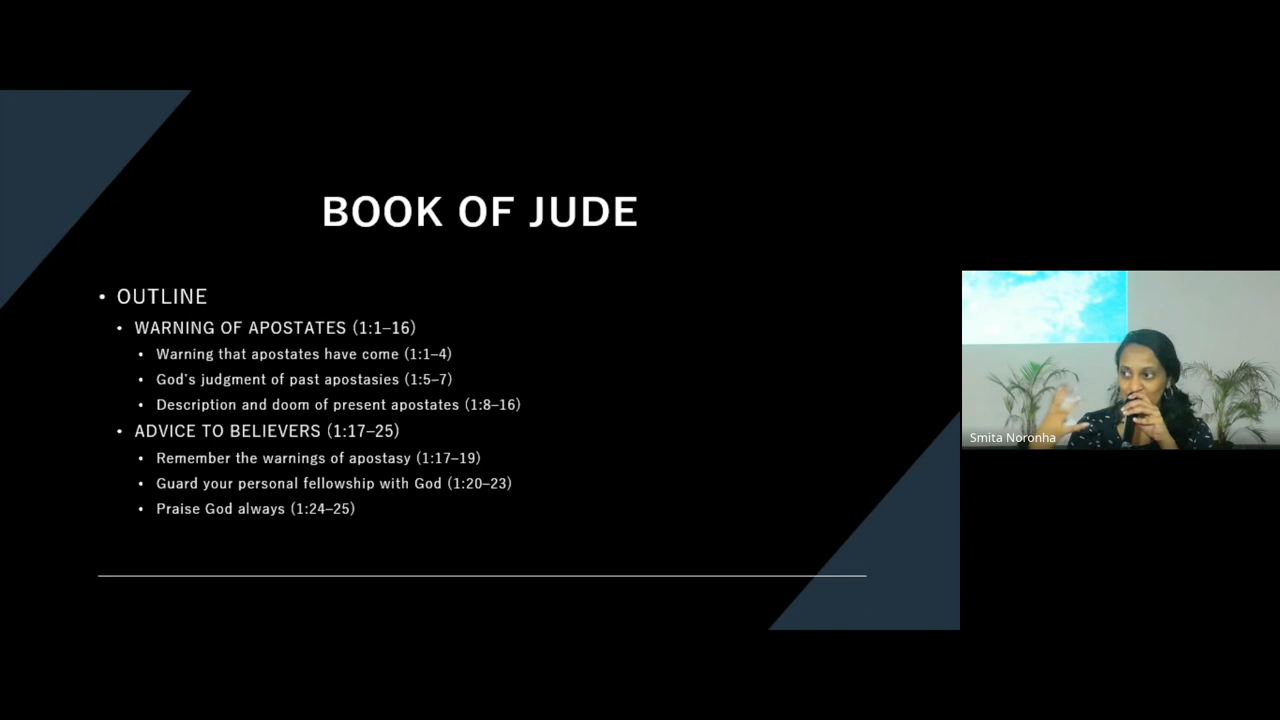 BOOK OF JUDE
• OUTLINE
• WARNING OF APOSTATES (1:1–16)
• Warning that apostates have come (1:1–4)
• God's judgment of past apostasies (1:5–7)
• Description and doom of present apostates (1:8–16)
• ADVICE TO BELIEVERS (1:17–25)
• Remember the warnings of apostasy (1:17–19)
• Guard your personal fellowship with God (1:20–23)
• Praise God always (1:24–25)
Smita Noronha